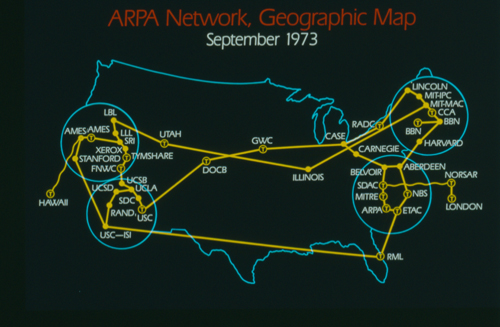 ARPA Network, Geographic Map
September 1973
LINCOLN
MIT-IPC
MIT-MAC
CCA
RADC
LBL
BBN
BBN
AMES
AMES
LLL
UTAH
GWC
CASE
SRI
HARVARD
XEROX
CARNEGIE
STANFORD
TYMSHARE
FNWC
DOCB
ILLINOIS
BELVOIR
ABERDEEN
NORSAR
UCSB
UCSD
UCLA
SDAC
HAWAII
SDC
MITRE
NBS
LONDON
RAND
USC
ARPA
ETAC
USC-ISI
RML